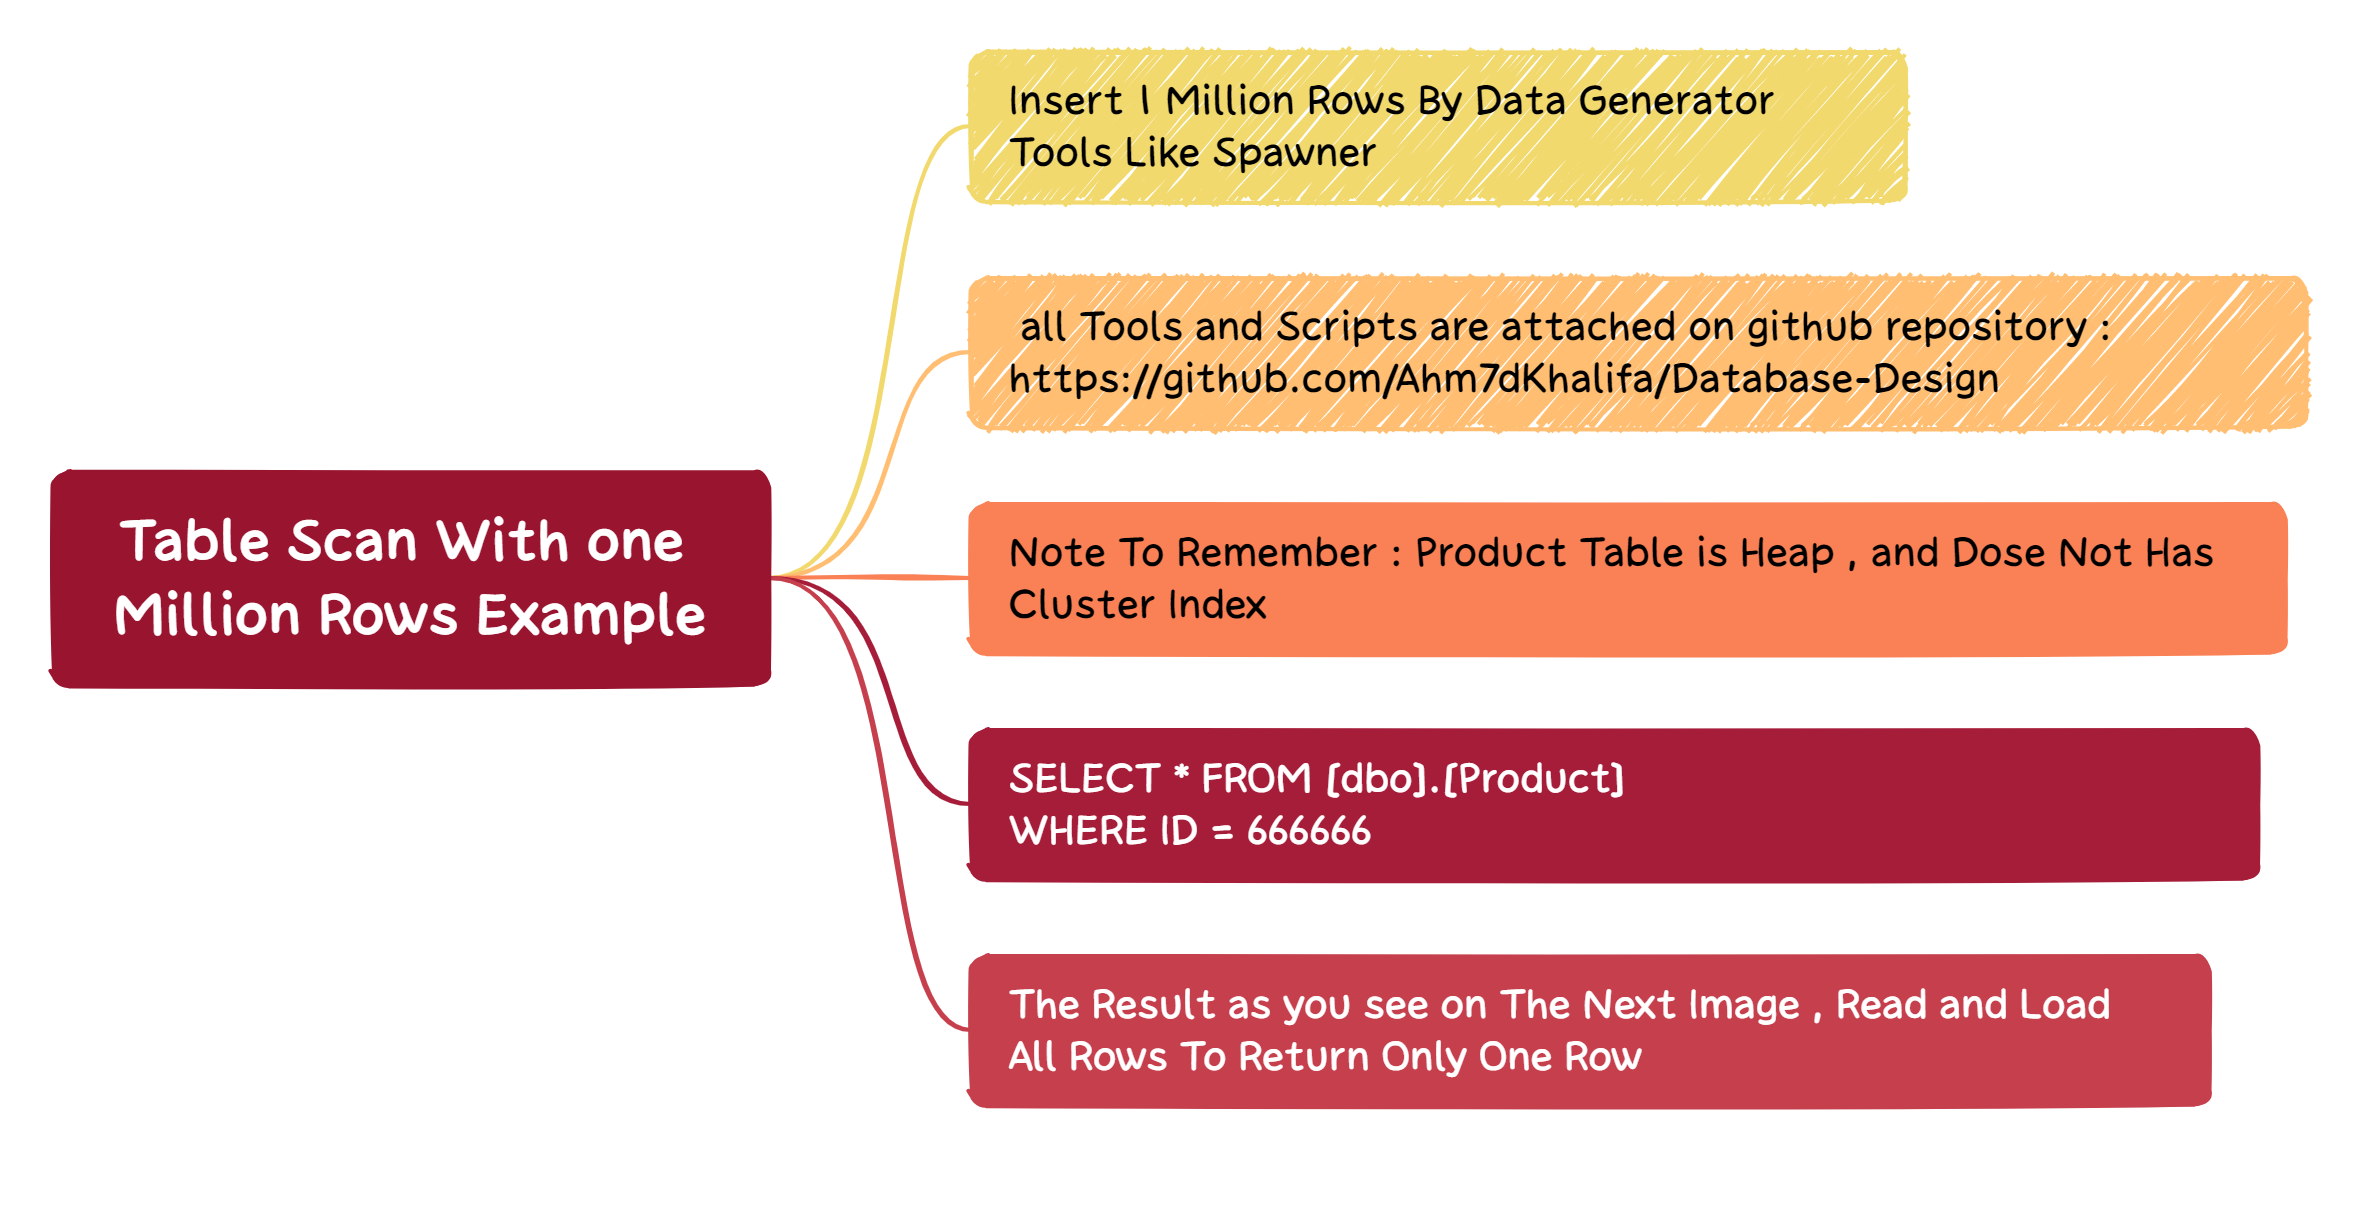 Insert 1 Million Rows By Data Generator
Tools Like Spawner
all Tools and Scripts are attached on github repository :
https://github.com/Ahm7dKhalifa/Database-Design
Table Scan With one
Million Rows Example
Note To Remember : Product Table is Heap , and Dose Not Has
Cluster Index
SELECT * FROM [dbo].[Product]
WHERE ID = 666666
The Result as you see on The Next Image , Read and Load
All Rows To Return Only One Row